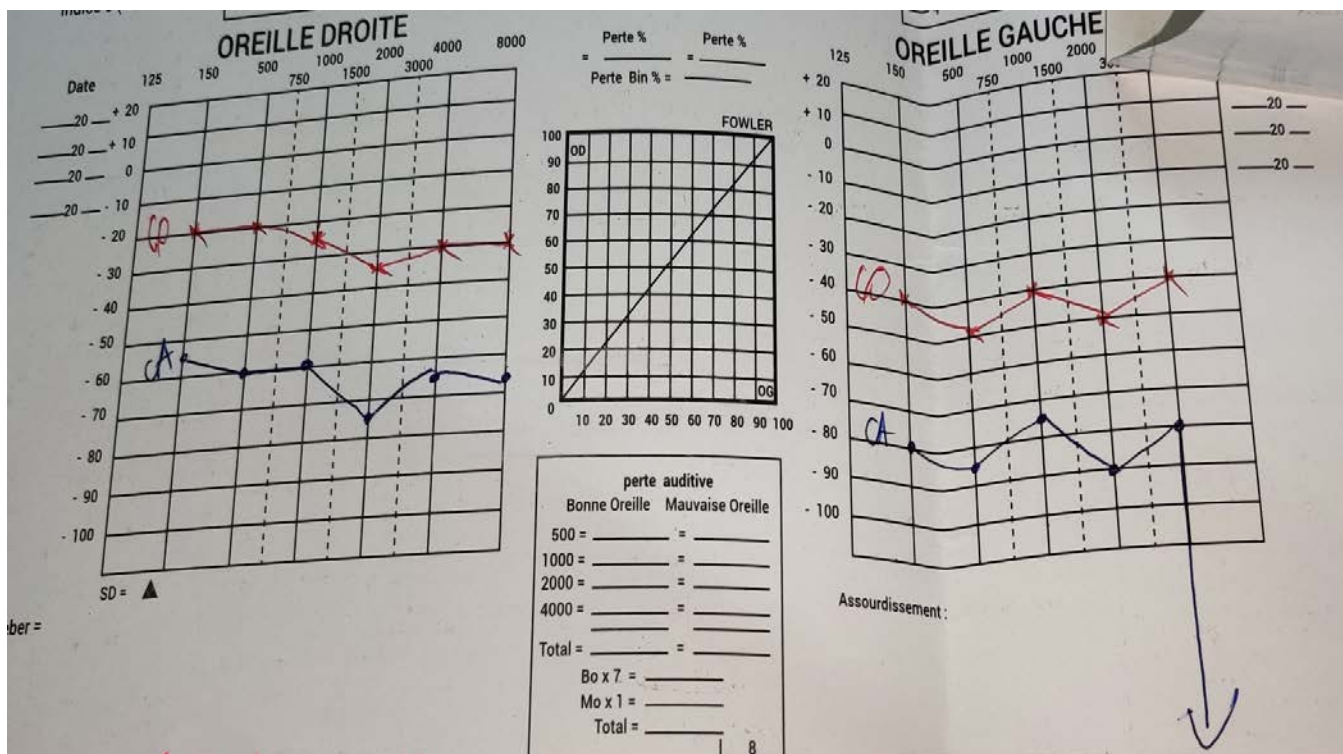 OREILLE DROITE
125 150 500 750 1000 1500 2000 3000 4000 8000
Date
+ 20
+ 10
0
- 10
- 20
- 30
- 40
- 50
- 60
- 70
- 80
- 90
- 100
20
20
20
20
CO
CA
SD =
Perte % Perte %
= =
Perte Bin % =
FOWLER
OD
100
90
80
70
60
50
40
30
20
10
0
OG
10 20 30 40 50 60 70 80 90 100
perte auditive
Bonne Oreille Mauvaise Oreille
500 = =
1000 = =
2000 = =
4000 = =
Total = =
Bo x 7 =
Mo x 1 =
Total =
8
OREILLE GAUCHE
125 150 500 750 1000 1500 2000
+ 20
+ 10
0
- 10
- 20
- 30
- 40
- 50
- 60
- 70
- 80
- 90
- 100
20
20
20
CO
CA
Assourdissement :